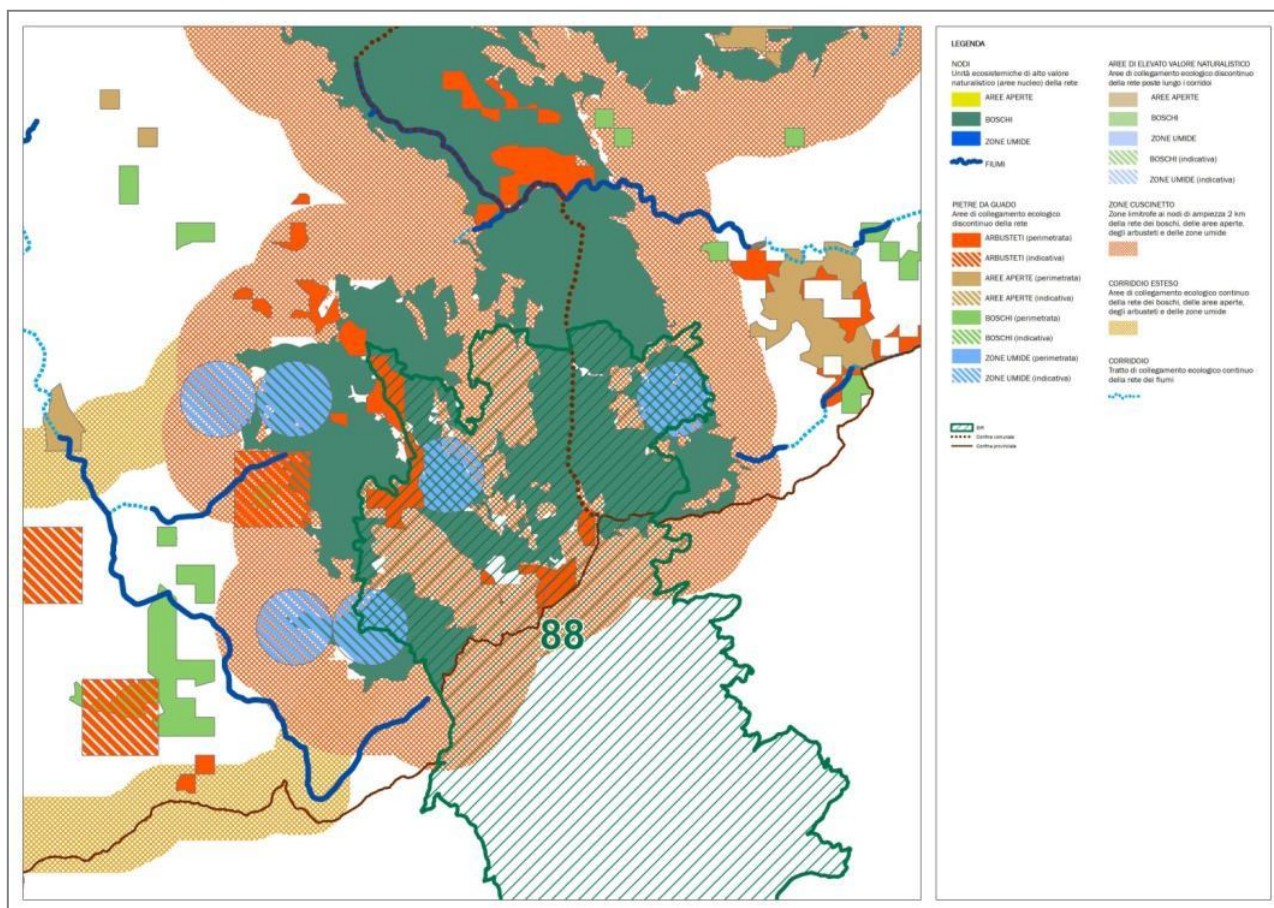 88
LEGENDA
NODI
Unità ecosistemiche di alto valore
naturalistico (aree nucleo) della rete
AREE APERTE
BOSCHI
ZONE UMIDE
FIUMI
PIETRE DA GUADO
Aree di collegamento ecologico
discontinuo della rete
ARBUSTETI (perimetrata)
ARBUSTETI (indicativa)
AREE APERTE (perimetrata)
AREE APERTE (indicativa)
BOSCHI (perimetrata)
BOSCHI (indicativa)
ZONE UMIDE (perimetrata)
ZONE UMIDE (indicativa)
SIR
Confine comunale
Confine provinciale
AREE DI ELEVATO VALORE NATURALISTICO
Aree di collegamento ecologico discontinuo
della rete poste lungo i corridoi
AREE APERTE
BOSCHI
ZONE UMIDE
BOSCHI (indicativa)
ZONE UMIDE (indicativa)
ZONE CUSCINETTO
Zone limitrofe ai nodi di ampiezza 2 km
della rete dei boschi, delle aree aperte,
degli arbusteti e delle zone umide
CORRIDOIO ESTESO
Aree di collegamento ecologico continuo
della rete dei boschi, delle aree aperte,
degli arbusteti e delle zone umide
CORRIDOIO
Tratto di collegamento ecologico continuo
della rete dei fiumi